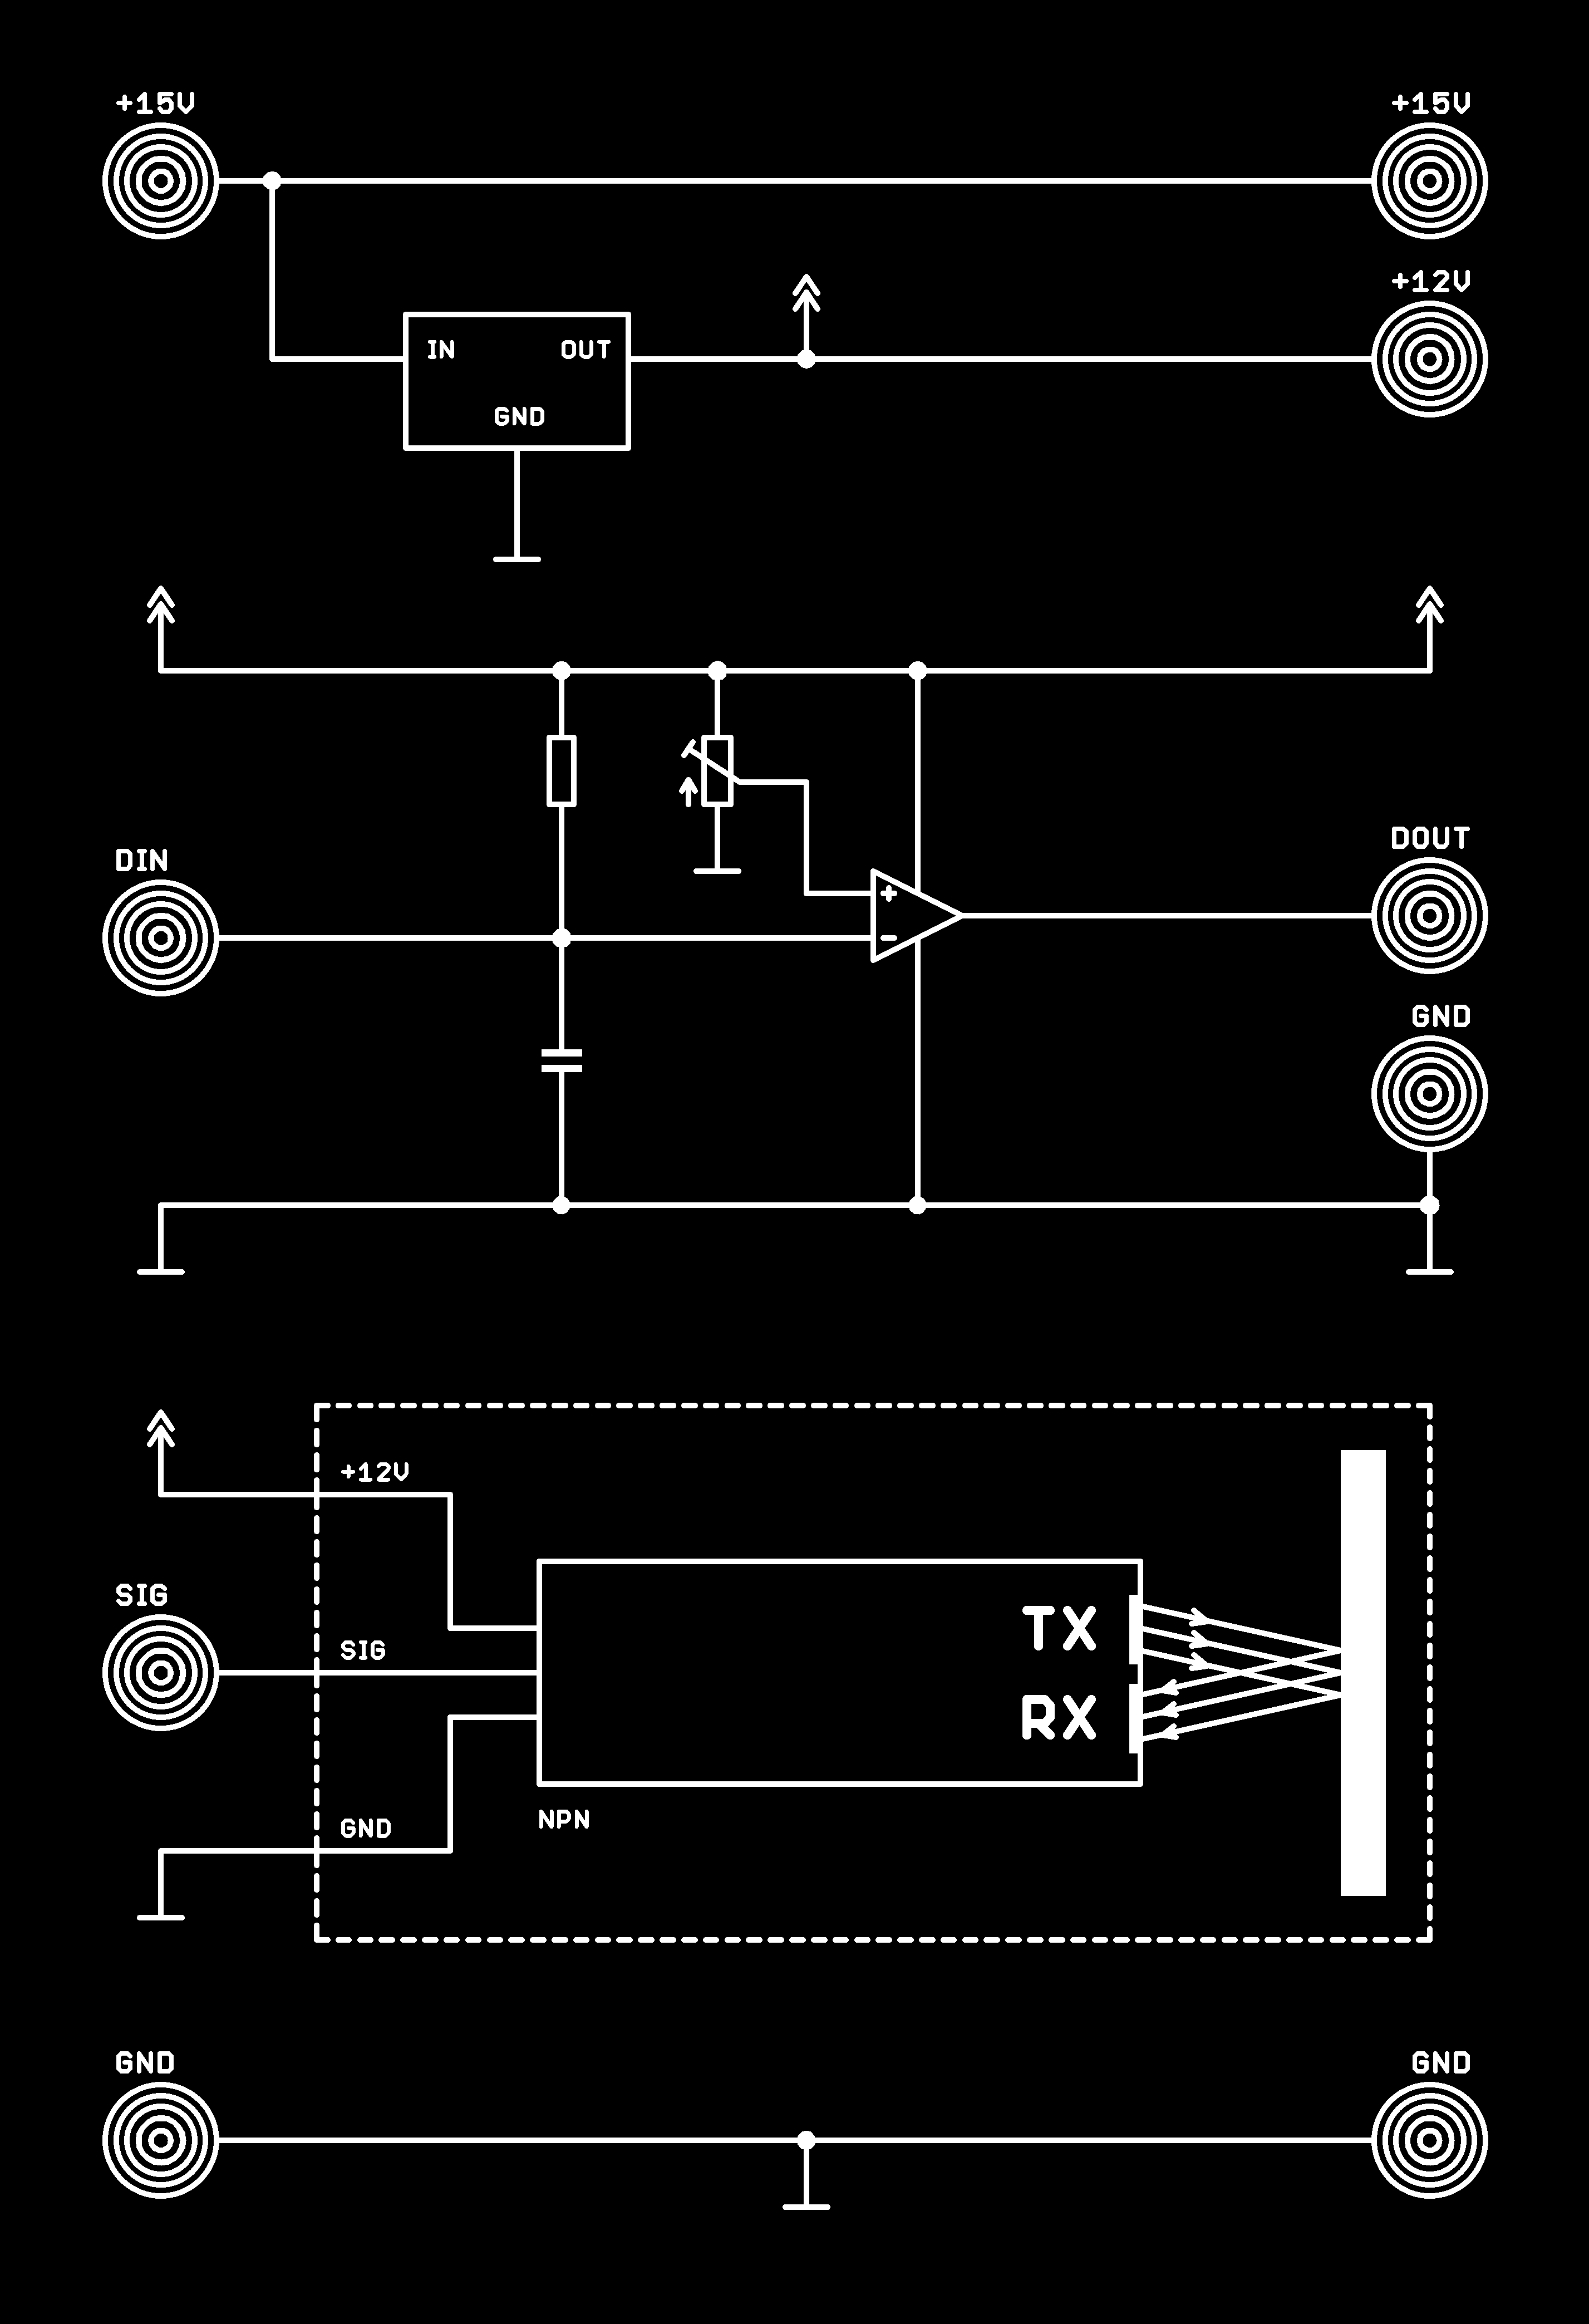 +15V
+15V
+12V
IN
OUT
GND
DIN
DOUT
+
-
GND
+12V
SIG
SIG
TX
RX
GND
NPN
GND
GND